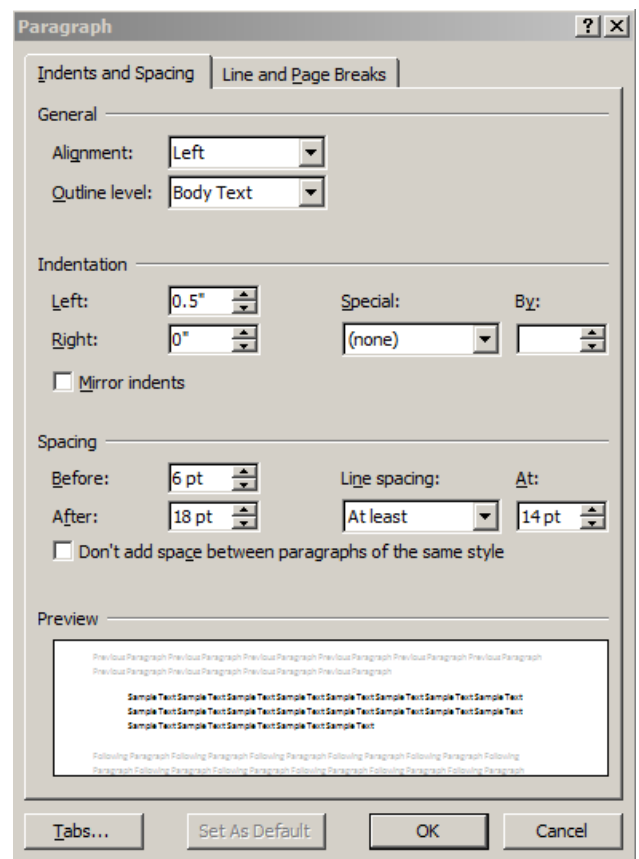 Paragraph
Indents and Spacing Line and Page Breaks
General
Alignment: Left
Outline level: Body Text
Indentation
Left: 0.5" Special: By:
Right: 0" (none)
Mirror indents
Spacing
Before: 6 pt Line spacing: At:
After: 18 pt At least 14 pt
Don't add space between paragraphs of the same style
Preview
Previous Paragraph Previous Paragraph Previous Paragraph Previous Paragraph Previous Paragraph Previous Paragraph
Previous Paragraph Previous Paragraph Previous Paragraph Previous Paragraph
Sample Text Sample Text Sample Text Sample Text Sample Text Sample Text Sample Text Sample Text
Sample Text Sample Text Sample Text Sample Text Sample Text Sample Text Sample Text Sample Text
Sample Text Sample Text Sample Text Sample Text Sample Text
Following Paragraph Following Paragraph Following Paragraph Following Paragraph Following Paragraph Following
Paragraph Following Paragraph Following Paragraph Following Paragraph Following Paragraph Following Paragraph
Tabs... Set As Default OK Cancel